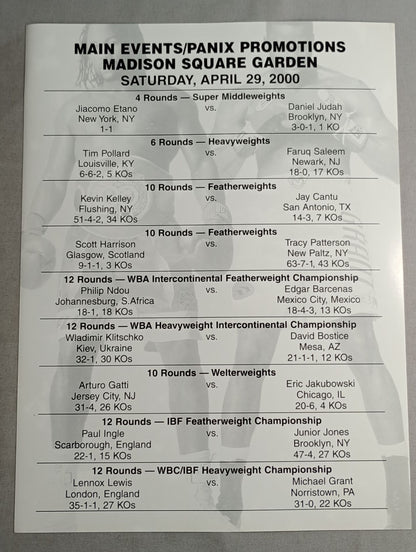 MAIN EVENTS/PANIX PROMOTIONS
MADISON SQUARE GARDEN
SATURDAY, APRIL 29, 2000
4 Rounds — Super Middleweights
Jiacomo Etano vs. Daniel Judah
New York, NY Brooklyn, NY
1-1 3-0-1, 1 KO
6 Rounds — Heavyweights
Tim Pollard vs. Faruq Saleem
Louisville, KY Newark, NJ
6-6-2, 5 KOs 18-0, 17 KOs
10 Rounds — Featherweights
Kevin Kelley vs. Jay Cantu
Flushing, NY San Antonio, TX
51-4-2, 34 KOs 14-3, 7 KOs
10 Rounds — Featherweights
Scott Harrison vs. Tracy Patterson
Glasgow, Scotland New Paltz, NY
9-1-1, 3 KOs 63-7-1, 43 KOs
12 Rounds — WBA Intercontinental Featherweight Championship
Philip Ndou vs. Edgar Barcenas
Johannesburg, S.Africa Mexico City, Mexico
18-1, 18 KOs 18-4-3, 13 KOs
12 Rounds — WBA Heavyweight Intercontinental Championship
Wladimir Klitschko vs. David Bostice
Kiev, Ukraine Mesa, AZ
32-1, 30 KOs 21-1-1, 12 KOs
10 Rounds — Welterweights
Arturo Gatti vs. Eric Jakubowski
Jersey City, NJ Chicago, IL
31-4, 26 KOs 20-6, 4 KOs
12 Rounds — IBF Featherweight Championship
Paul Ingle vs. Junior Jones
Scarborough, England Brooklyn, NY
22-1, 15 KOs 47-4, 27 KOs
12 Rounds — WBC/IBF Heavyweight Championship
Lennox Lewis vs. Michael Grant
London, England Norristown, PA
35-1-1, 27 KOs 31-0, 22 KOs